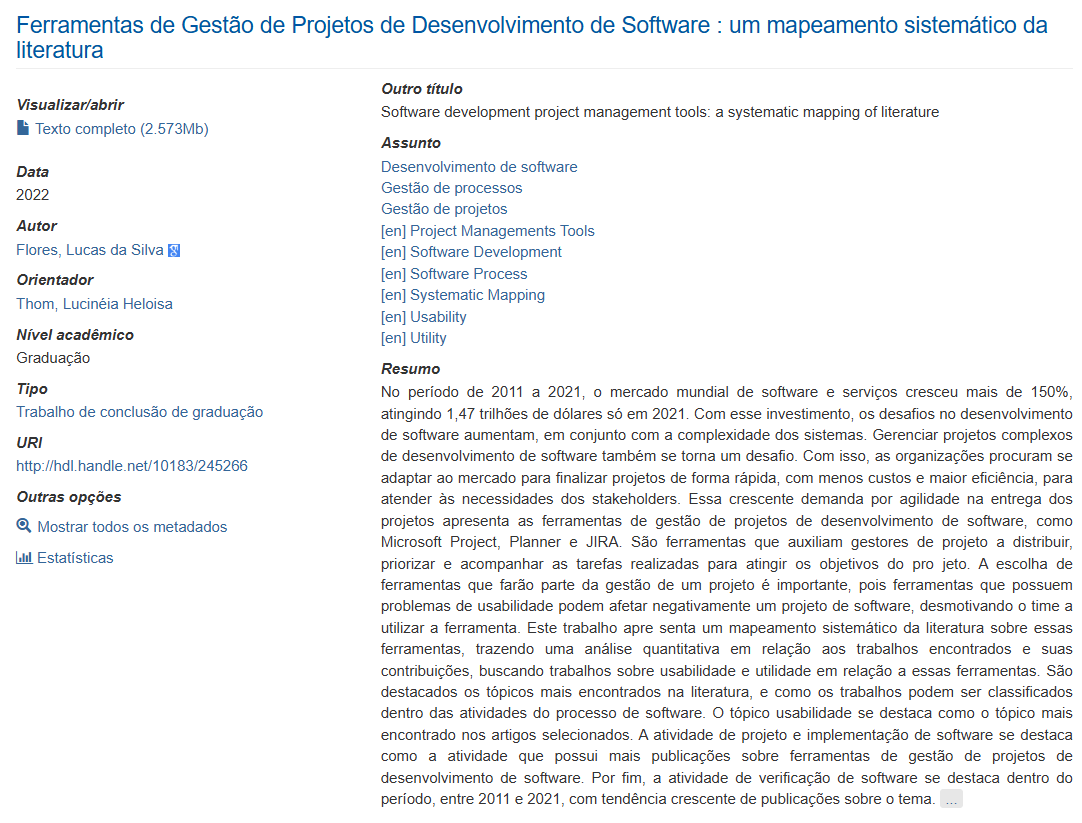 Ferramentas de Gestão de Projetos de Desenvolvimento de Software : um mapeamento sistemático da
literatura
Visualizar/abrir
Texto completo (2.573Mb)
Data
2022
Autor
Flores, Lucas da Silva
Orientador
Thom, Lucinéia Heloisa
Nível acadêmico
Graduação
Tipo
Trabalho de conclusão de graduação
URI
http://hdl.handle.net/10183/245266
Outras opções
Mostrar todos os metadados
Estatísticas
Outro título
Software development project management tools: a systematic mapping of literature
Assunto
Desenvolvimento de software
Gestão de processos
Gestão de projetos
[en] Project Managements Tools
[en] Software Development
[en] Software Process
[en] Systematic Mapping
[en] Usability
[en] Utility
Resumo
No período de 2011 a 2021, o mercado mundial de software e serviços cresceu mais de 150%,
atingindo 1,47 trilhões de dólares só em 2021. Com esse investimento, os desafios no desenvolvimento
de software aumentam, em conjunto com a complexidade dos sistemas. Gerenciar projetos complexos
de desenvolvimento de software também se torna um desafio. Com isso, as organizações procuram se
adaptar ao mercado para finalizar projetos de forma rápida, com menos custos e maior eficiência, para
atender às necessidades dos stakeholders. Essa crescente demanda por agilidade na entrega dos
projetos apresenta as ferramentas de gestão de projetos de desenvolvimento de software, como
Microsoft Project, Planner e JIRA. São ferramentas que auxiliam gestores de projeto a distribuir,
priorizar e acompanhar as tarefas realizadas para atingir os objetivos do pro jeto. A escolha de
ferramentas que farão parte da gestão de um projeto é importante, pois ferramentas que possuem
problemas de usabilidade podem afetar negativamente um projeto de software, desmotivando o time a
utilizar a ferramenta. Este trabalho apre senta um mapeamento sistemático da literatura sobre essas
ferramentas, trazendo uma análise quantitativa em relação aos trabalhos encontrados e suas
contribuições, buscando trabalhos sobre usabilidade e utilidade em relação a essas ferramentas. São
destacados os tópicos mais encontrados na literatura, e como os trabalhos podem ser classificados
dentro das atividades do processo de software. O tópico usabilidade se destaca como o tópico mais
encontrado nos artigos selecionados. A atividade de projeto e implementação de software se destaca
como a atividade que possui mais publicações sobre ferramentas de gestão de projetos de
desenvolvimento de software. Por fim, a atividade de verificação de software se destaca dentro do
período, entre 2011 e 2021, com tendência crescente de publicações sobre o tema. ...